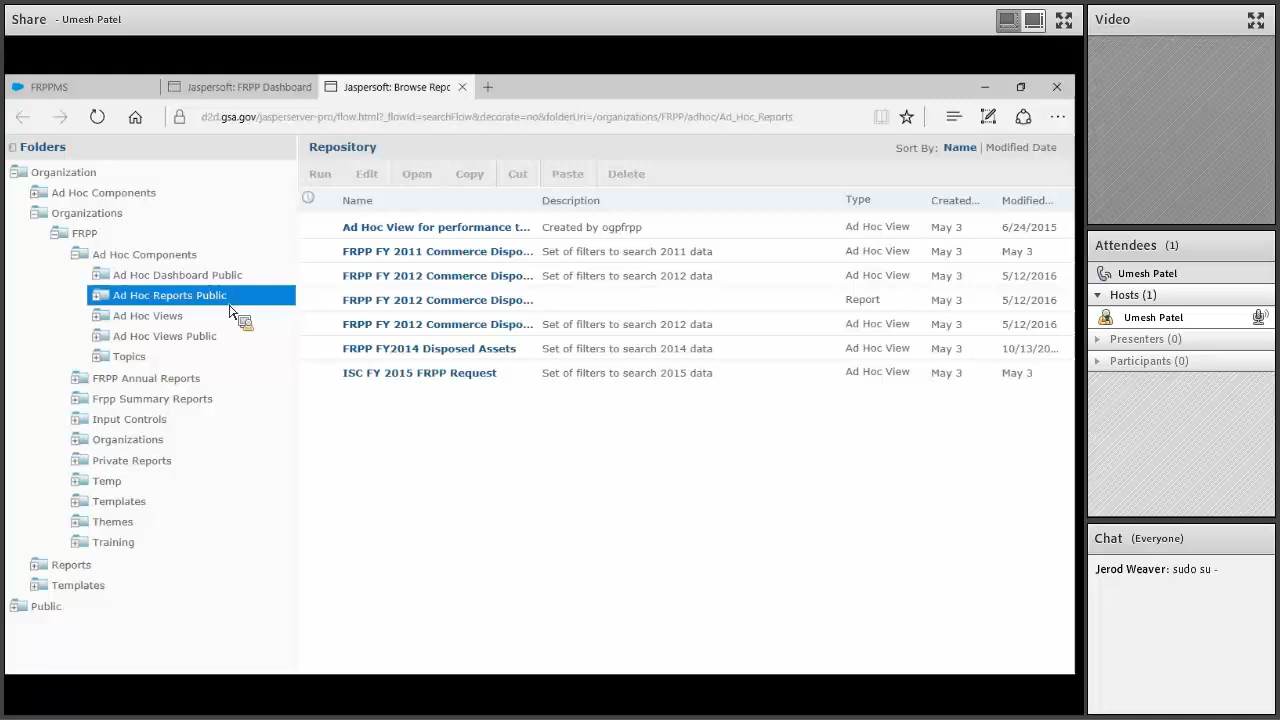 Share - Umesh Patel
Video
FRPPMS
Jaspersoft: FRPP Dashboard
Jaspersoft: Browse Repc
d2d.gsa.gov/jasperserver-pro/flow.html?_flowId=searchFlow&decorate=no&folderUri=/organizations/FRPP/adhoc/Ad_Hoc_Reports
Folders
Organization
Ad Hoc Components
Organizations
FRPP
Ad Hoc Components
Ad Hoc Dashboard Public
Ad Hoc Reports Public
Ad Hoc Views
Ad Hoc Views Public
Topics
FRPP Annual Reports
Frpp Summary Reports
Input Controls
Organizations
Private Reports
Temp
Templates
Themes
Training
Reports
Templates
Public
Repository
Sort By: Name | Modified Date
Run Edit Open Copy Cut Paste Delete
Name Description Type Created... Modified...
Ad Hoc View for performance t... Created by ogpfrpp Ad Hoc View May 3 6/24/2015
FRPP FY 2011 Commerce Dispo... Set of filters to search 2011 data Ad Hoc View May 3 May 3
FRPP FY 2012 Commerce Dispo... Set of filters to search 2012 data Ad Hoc View May 3 5/12/2016
FRPP FY 2012 Commerce Dispo... Report May 3 5/12/2016
FRPP FY 2012 Commerce Dispo... Set of filters to search 2012 data Ad Hoc View May 3 5/12/2016
FRPP FY2014 Disposed Assets Set of filters to search 2014 data Ad Hoc View May 3 10/13/20...
ISC FY 2015 FRPP Request Set of filters to search 2015 data Ad Hoc View May 3 May 3
Attendees (1)
Umesh Patel
Hosts (1)
Umesh Patel
Presenters (0)
Participants (0)
Chat (Everyone)
Jerod Weaver: sudo su -